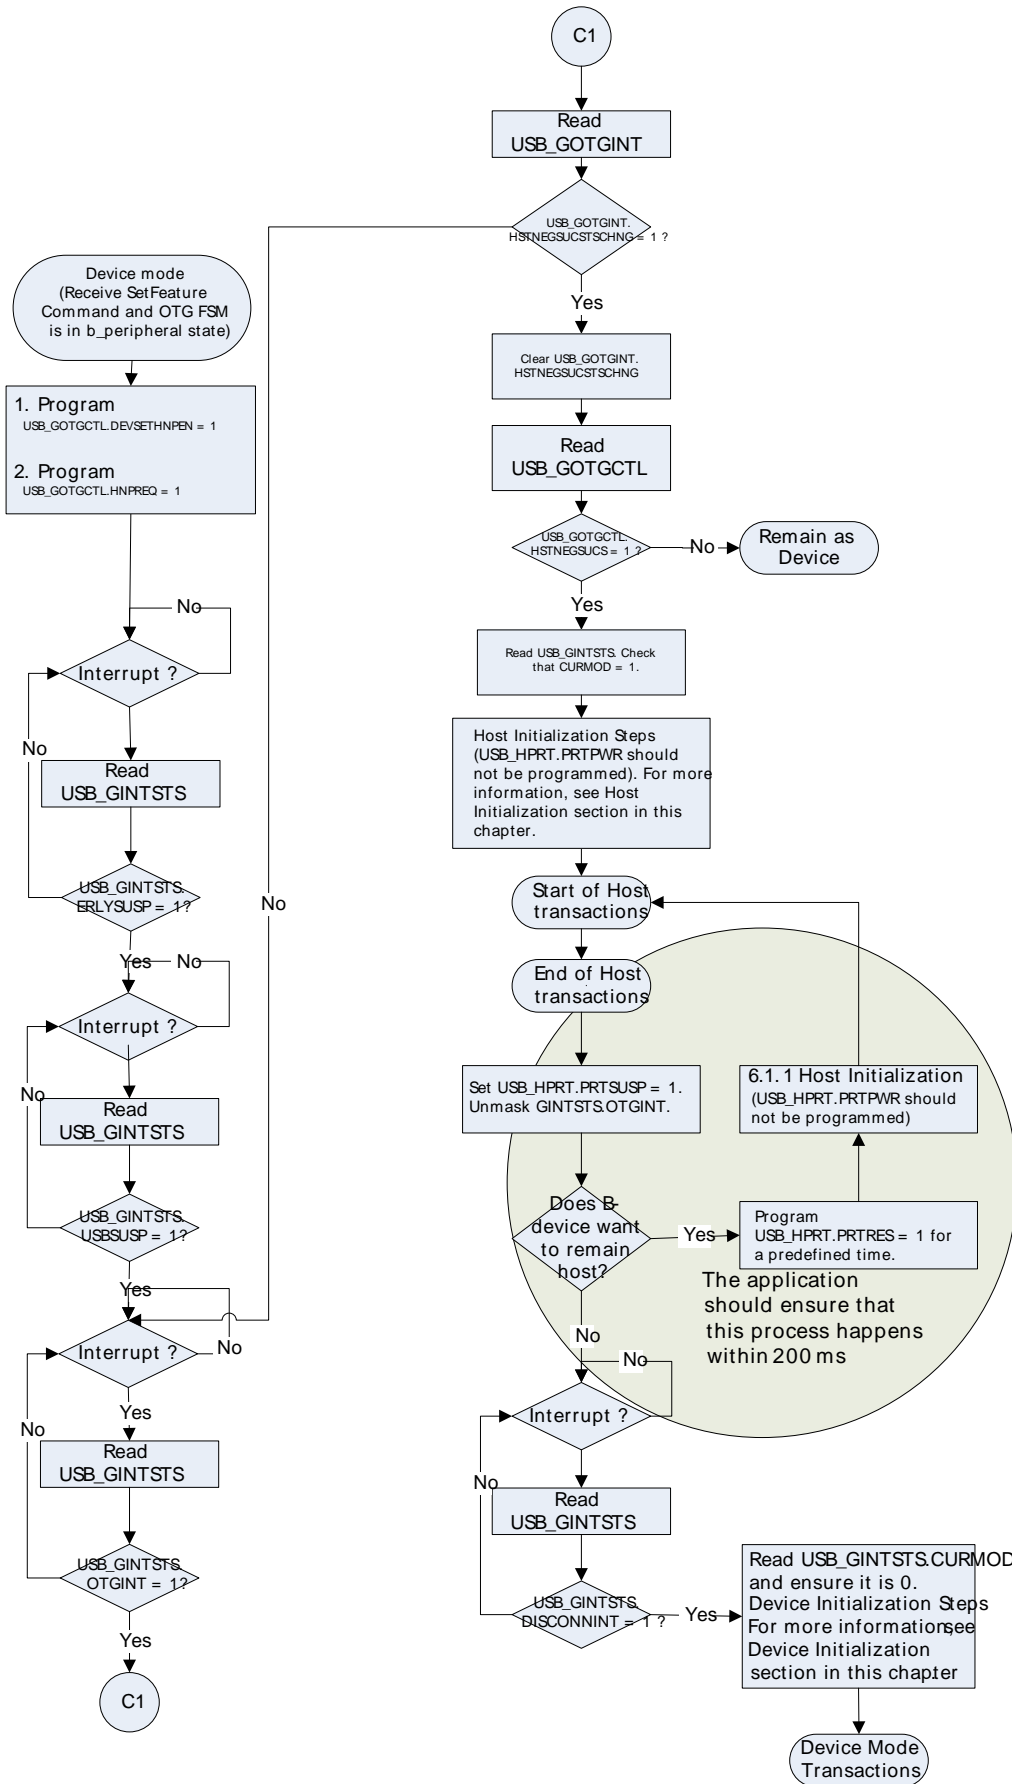 C1
Read
USB_GOTGINT
USB_GOTGINT.
HSTNEGSUCSTSCHNG = 1 ?
Yes
Clear USB_GOTGINT.
HSTNEGSUCSTSCHNG
Read
USB_GOTGCTL
USB_GOTGCTL.
HSTNEGSUCS = 1 ?
No
Remain as
Device
Yes
Read USB_GINTSTS. Check
that CURMOD = 1.
Host Initialization Steps
(USB_HPRT.PRTPWR should
not be programmed). For more
information, see Host
Initialization section in this
chapter.
Start of Host
transactions
End of Host
transactions
Set USB_HPRT.PRTSUSP = 1.
Unmask GINTSTS.OTGINT.
6.1.1 Host Initialization
(USB_HPRT.PRTPWR should
not be programmed)
Does B-
device want
to remain
host?
Yes
Program
USB_HPRT.PRTRES = 1 for
a predefined time.
The application
should ensure that
this process happens
within 200 ms
No
No
Interrupt ?
No
Read
USB_GINTSTS
USB_GINTSTS.
DISCONNINT = 1 ?
Yes
Read USB_GINTSTS.CURMOD
and ensure it is 0.
Device Initialization Steps
For more information,see
Device Initialization
section in this chapter
Device Mode
Transactions
Device mode
(Receive SetFeature
Command and OTG FSM
is in b_peripheral state)
1. Program
USB_GOTGCTL.DEVSETHNPEN = 1
2. Program
USB_GOTGCTL.HNPREQ = 1
No
Interrupt ?
No
Read
USB_GINTSTS
USB_GINTSTS.
ERLYSUSP = 1?
No
Yes
No
Interrupt ?
No
Read
USB_GINTSTS
USB_GINTSTS.
USBSUSP = 1?
Yes
Interrupt ?
No
Yes
No
Read
USB_GINTSTS
USB_GINTSTS.
OTGINT = 1?
Yes
C1